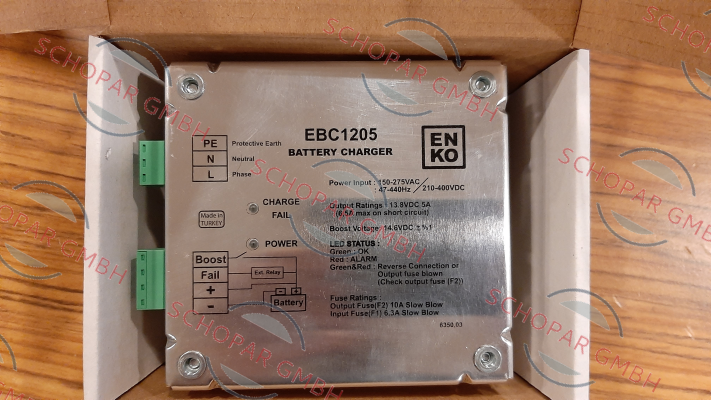 EBC1205
BATTERY CHARGER
EN
KO
PE Protective Earth
N Neutral
L Phase
Power Input : 150-275VAC / 210-400VDC
: 47-440Hz
Output Ratings : 13.8VDC 5A
(6.5A max on short circuit)
Boost Voltage : 14.6VDC ± %1
CHARGE
FAIL
Made in
TURKEY
POWER
LED STATUS :
Green : OK
Red : ALARM
Green&Red : Reverse Connection or
Output fuse blown
(Check output fuse (F2))
Boost
Fail
Ext. Relay
+
-
- +
Battery
Fuse Ratings :
Output Fuse(F2) 10A Slow Blow
Input Fuse(F1) 6.3A Slow Blow
6350.03
SCHOPAR GMBH
SCHOPAR GMBH
SCHOPAR GMBH
SCHOPAR GMBH
SCHOPAR GMBH